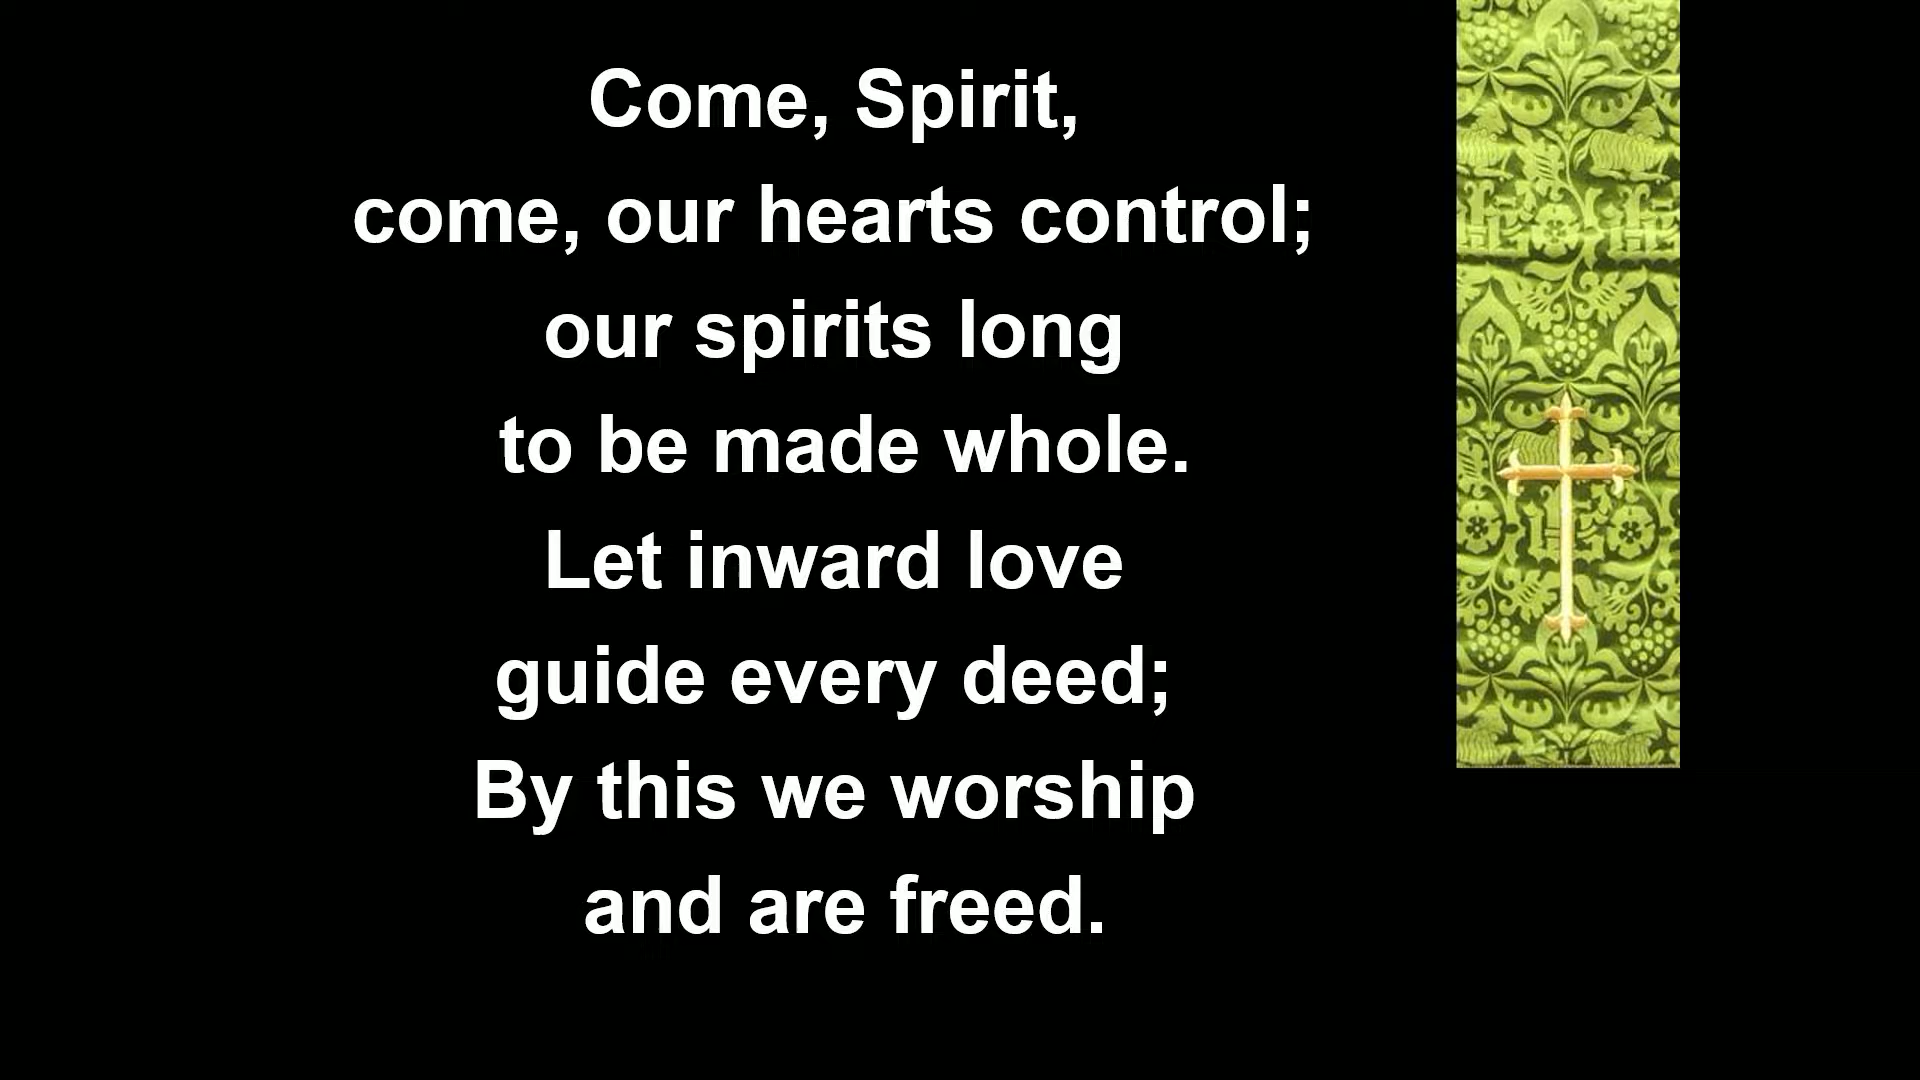 Come, Spirit,
come, our hearts control;
our spirits long
to be made whole.
Let inward love
guide every deed;
By this we worship
and are freed.